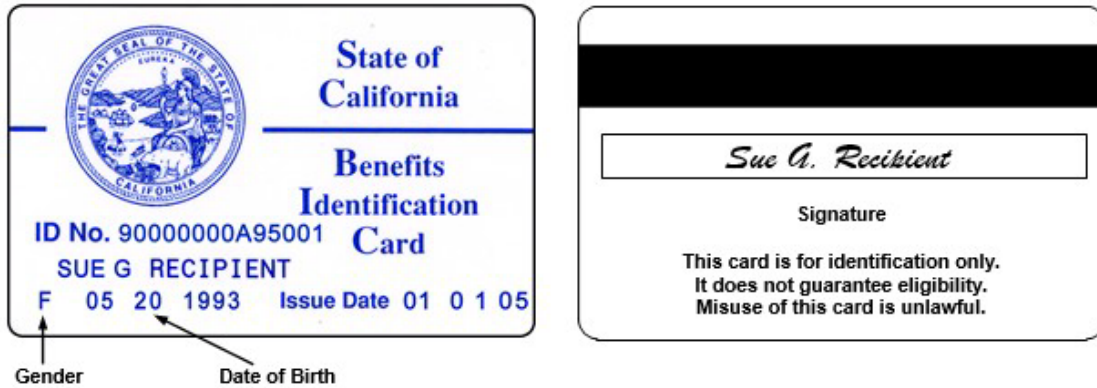 THE GREAT SEAL OF THE STATE OF CALIFORNIA
EUREKA
State of
California
Benefits
Identification
Card
ID No. 90000000A95001
SUE G RECIPIENT
F 05 20 1993 Issue Date 01 0 1 05
Gender Date of Birth
Sue G. Recipient
Signature
This card is for identification only.
It does not guarantee eligibility.
Misuse of this card is unlawful.